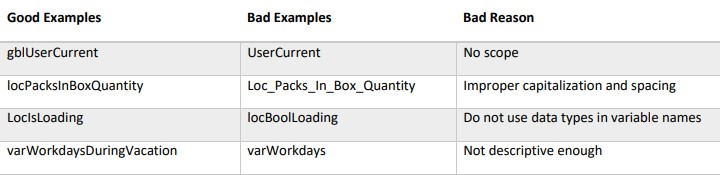 Good Examples Bad Examples Bad Reason
gblUserCurrent UserCurrent No scope
locPacksInBoxQuantity Loc_Packs_In_Box_Quantity Improper capitalization and spacing
LocIsLoading locBoolLoading Do not use data types in variable names
varWorkdaysDuringVacation varWorkdays Not descriptive enough